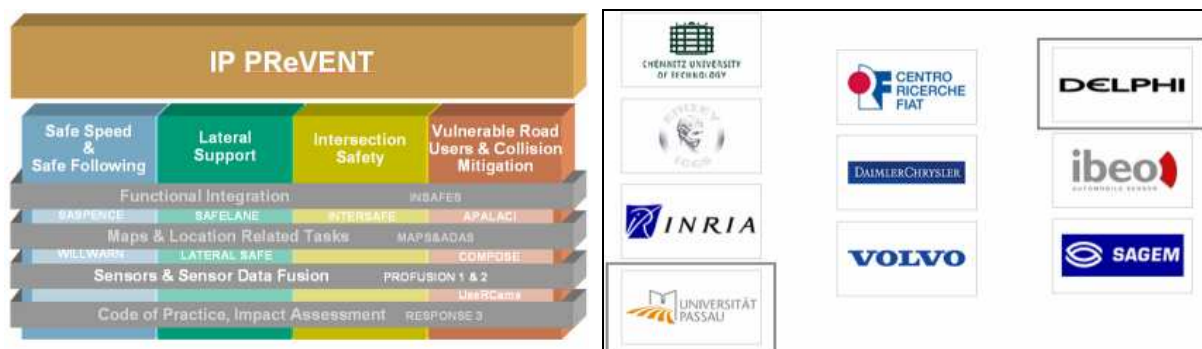 IP PReVENT
Safe Speed
&
Safe Following
Lateral
Support
Intersection
Safety
Vulnerable Road
Users & Collision
Mitigation
Functional Integration INSAFES
SASPENCE SAFELANE INTERSAFE APALACI
Maps & Location Related Tasks MAPS&ADAS
WILLWARN LATERAL SAFE COMPOSE
Sensors & Sensor Data Fusion PROFUSION 1 & 2
UseRCams
Code of Practice, Impact Assessment RESPONSE 3
CHEMNITZ UNIVERSITY
OF TECHNOLOGY
ICCS
INRIA
UNIVERSITÄT
PASSAU
CENTRO
RICERCHE
FIAT
DAIMLERCHRYSLER
VOLVO
DELPHI
ibeo
AUTOMOBILE SENSOR
SAGEM